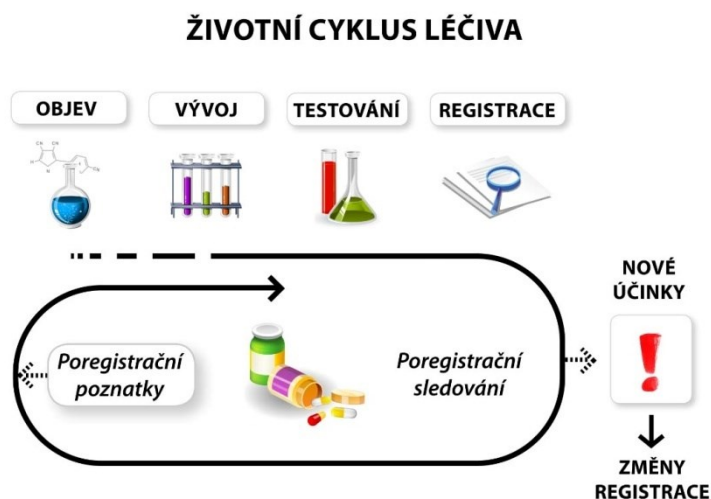 ŽIVOTNÍ CYKLUS LÉČIVA
OBJEV
VÝVOJ
TESTOVÁNÍ
REGISTRACE
NOVÉ
ÚČINKY
Poregistrační
poznatky
Poregistrační
sledování
!
ZMĚNY
REGISTRACE